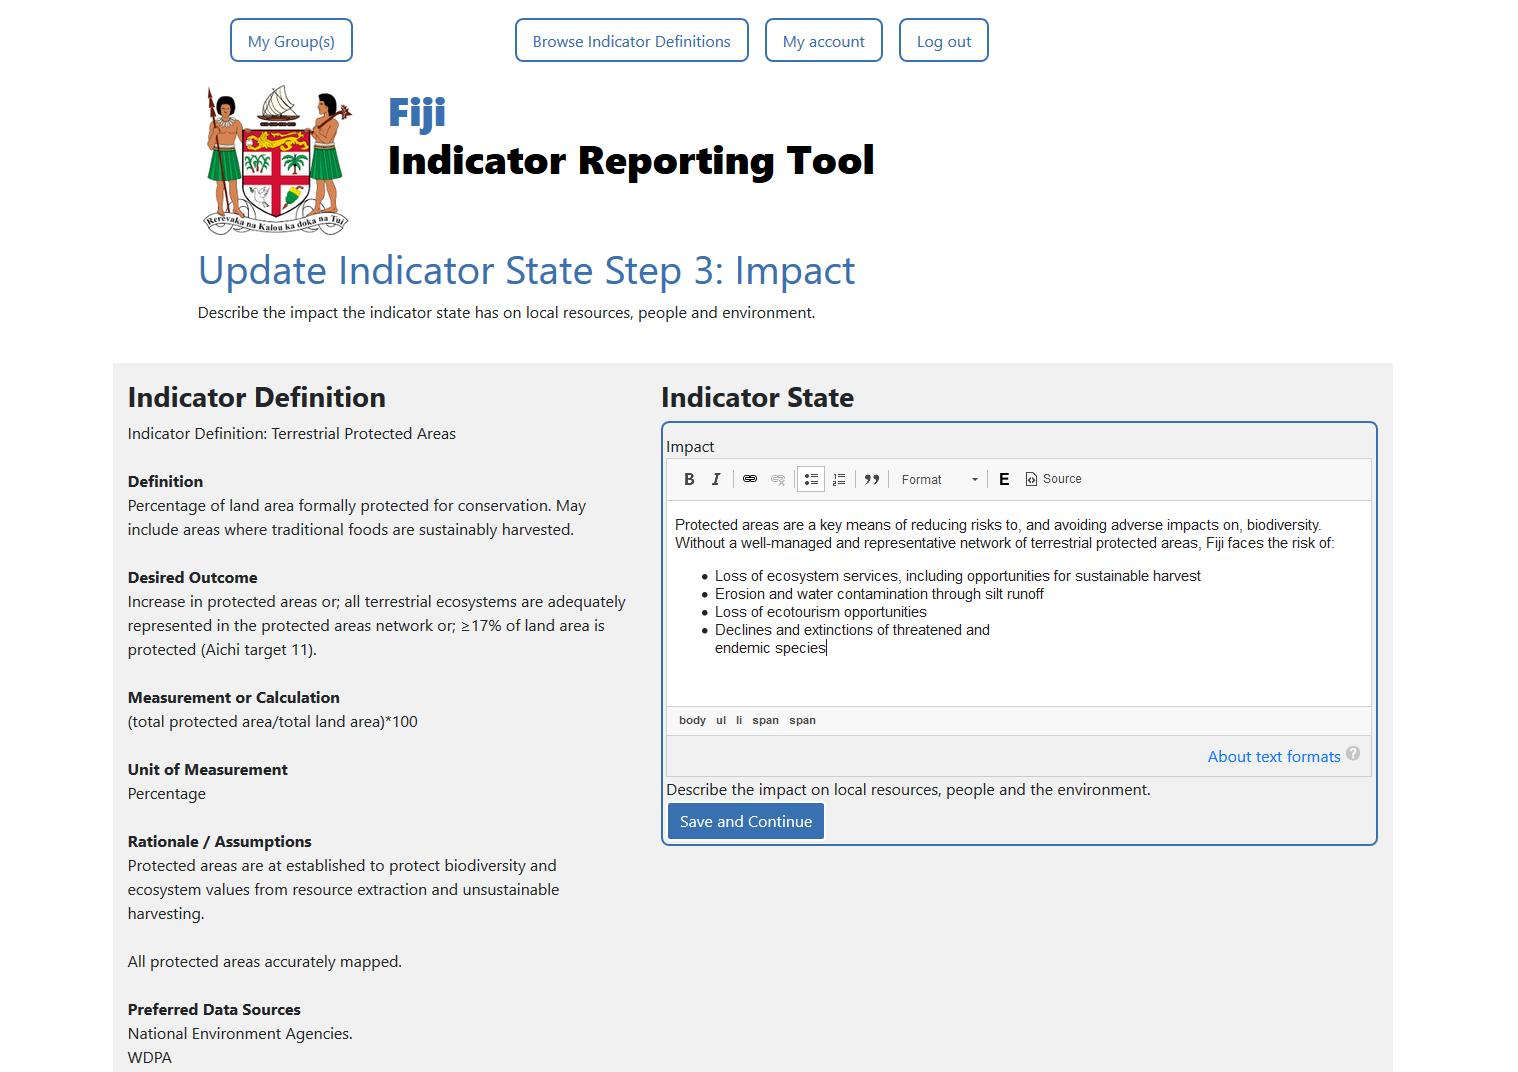 My Group(s)
Browse Indicator Definitions
My account
Log out
Rerevaka na Kalou ka doka na Tui
Fiji
Indicator Reporting Tool
Update Indicator State Step 3: Impact
Describe the impact the indicator state has on local resources, people and environment.
Indicator Definition
Indicator Definition: Terrestrial Protected Areas
Definition
Percentage of land area formally protected for conservation. May
include areas where traditional foods are sustainably harvested.
Desired Outcome
Increase in protected areas or; all terrestrial ecosystems are adequately
represented in the protected areas network or; ≥17% of land area is
protected (Aichi target 11).
Measurement or Calculation
(total protected area/total land area)*100
Unit of Measurement
Percentage
Rationale / Assumptions
Protected areas are at established to protect biodiversity and
ecosystem values from resource extraction and unsustainable
harvesting.
All protected areas accurately mapped.
Preferred Data Sources
National Environment Agencies.
WDPA
Indicator State
Impact
B I Format E Source
Protected areas are a key means of reducing risks to, and avoiding adverse impacts on, biodiversity.
Without a well-managed and representative network of terrestrial protected areas, Fiji faces the risk of:
• Loss of ecosystem services, including opportunities for sustainable harvest
• Erosion and water contamination through silt runoff
• Loss of ecotourism opportunities
• Declines and extinctions of threatened and
endemic species
body ul li span span
About text formats ?
Describe the impact on local resources, people and the environment.
Save and Continue